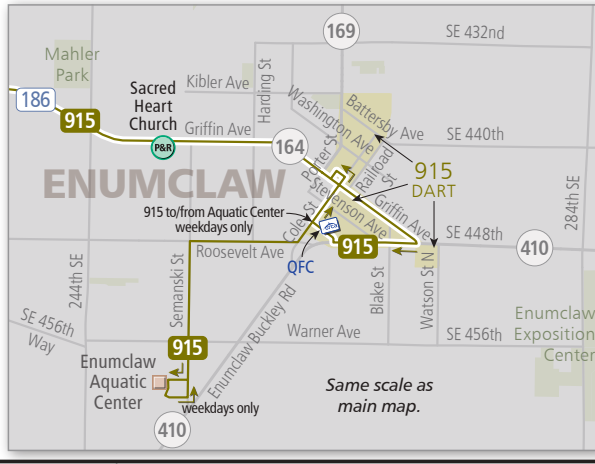 169
SE 432nd
Mahler
Park
186
915
Sacred
Heart
Church
P&R
Kibler Ave
Griffin Ave
Harding St
Washington Ave
Battersby Ave
SE 440th
164
Porter St
Railroad
St
915
DART
ENUMCLAW
Stevenson Ave
Griffin Ave
284th SE
915 to/from Aquatic Center
weekdays only
Cole St
QFC
915
SE 448th
410
Roosevelt Ave
244th SE
Semanski St
Enumclaw Buckley Rd
Blake St
Watson St N
SE 456th
Way
Warner Ave
SE 456th
Enumclaw
Exposition
Center
915
Enumclaw
Aquatic
Center
weekdays only
410
Same scale as
main map.